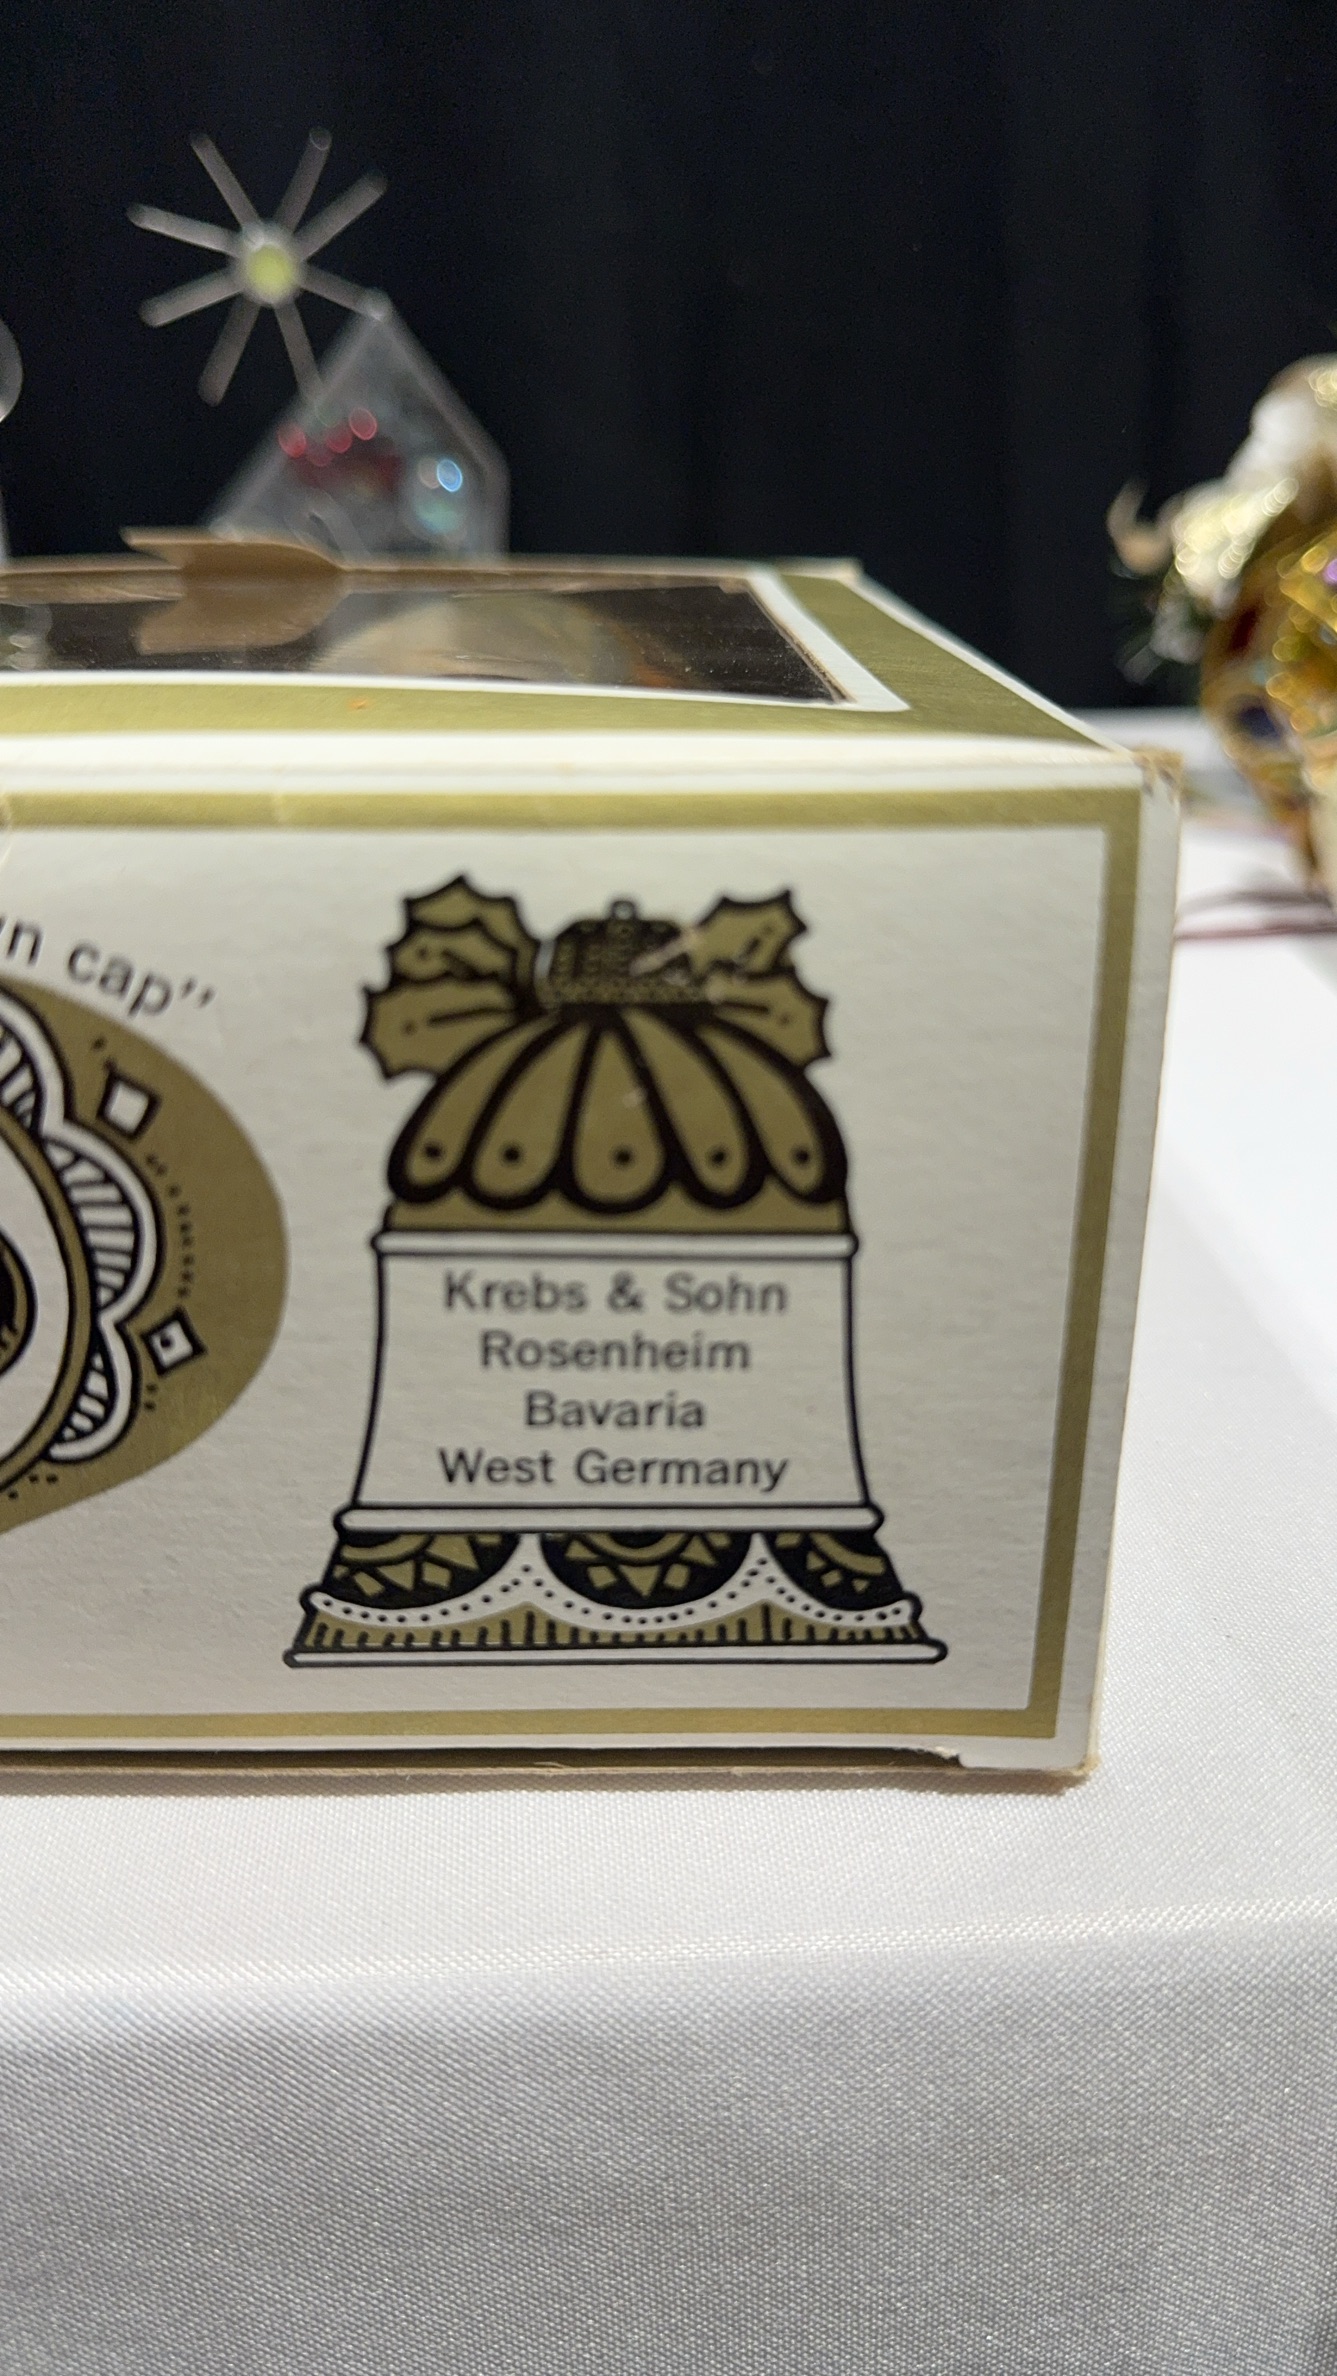 cap"
Krebs & Sohn
Rosenheim
Bavaria
West Germany